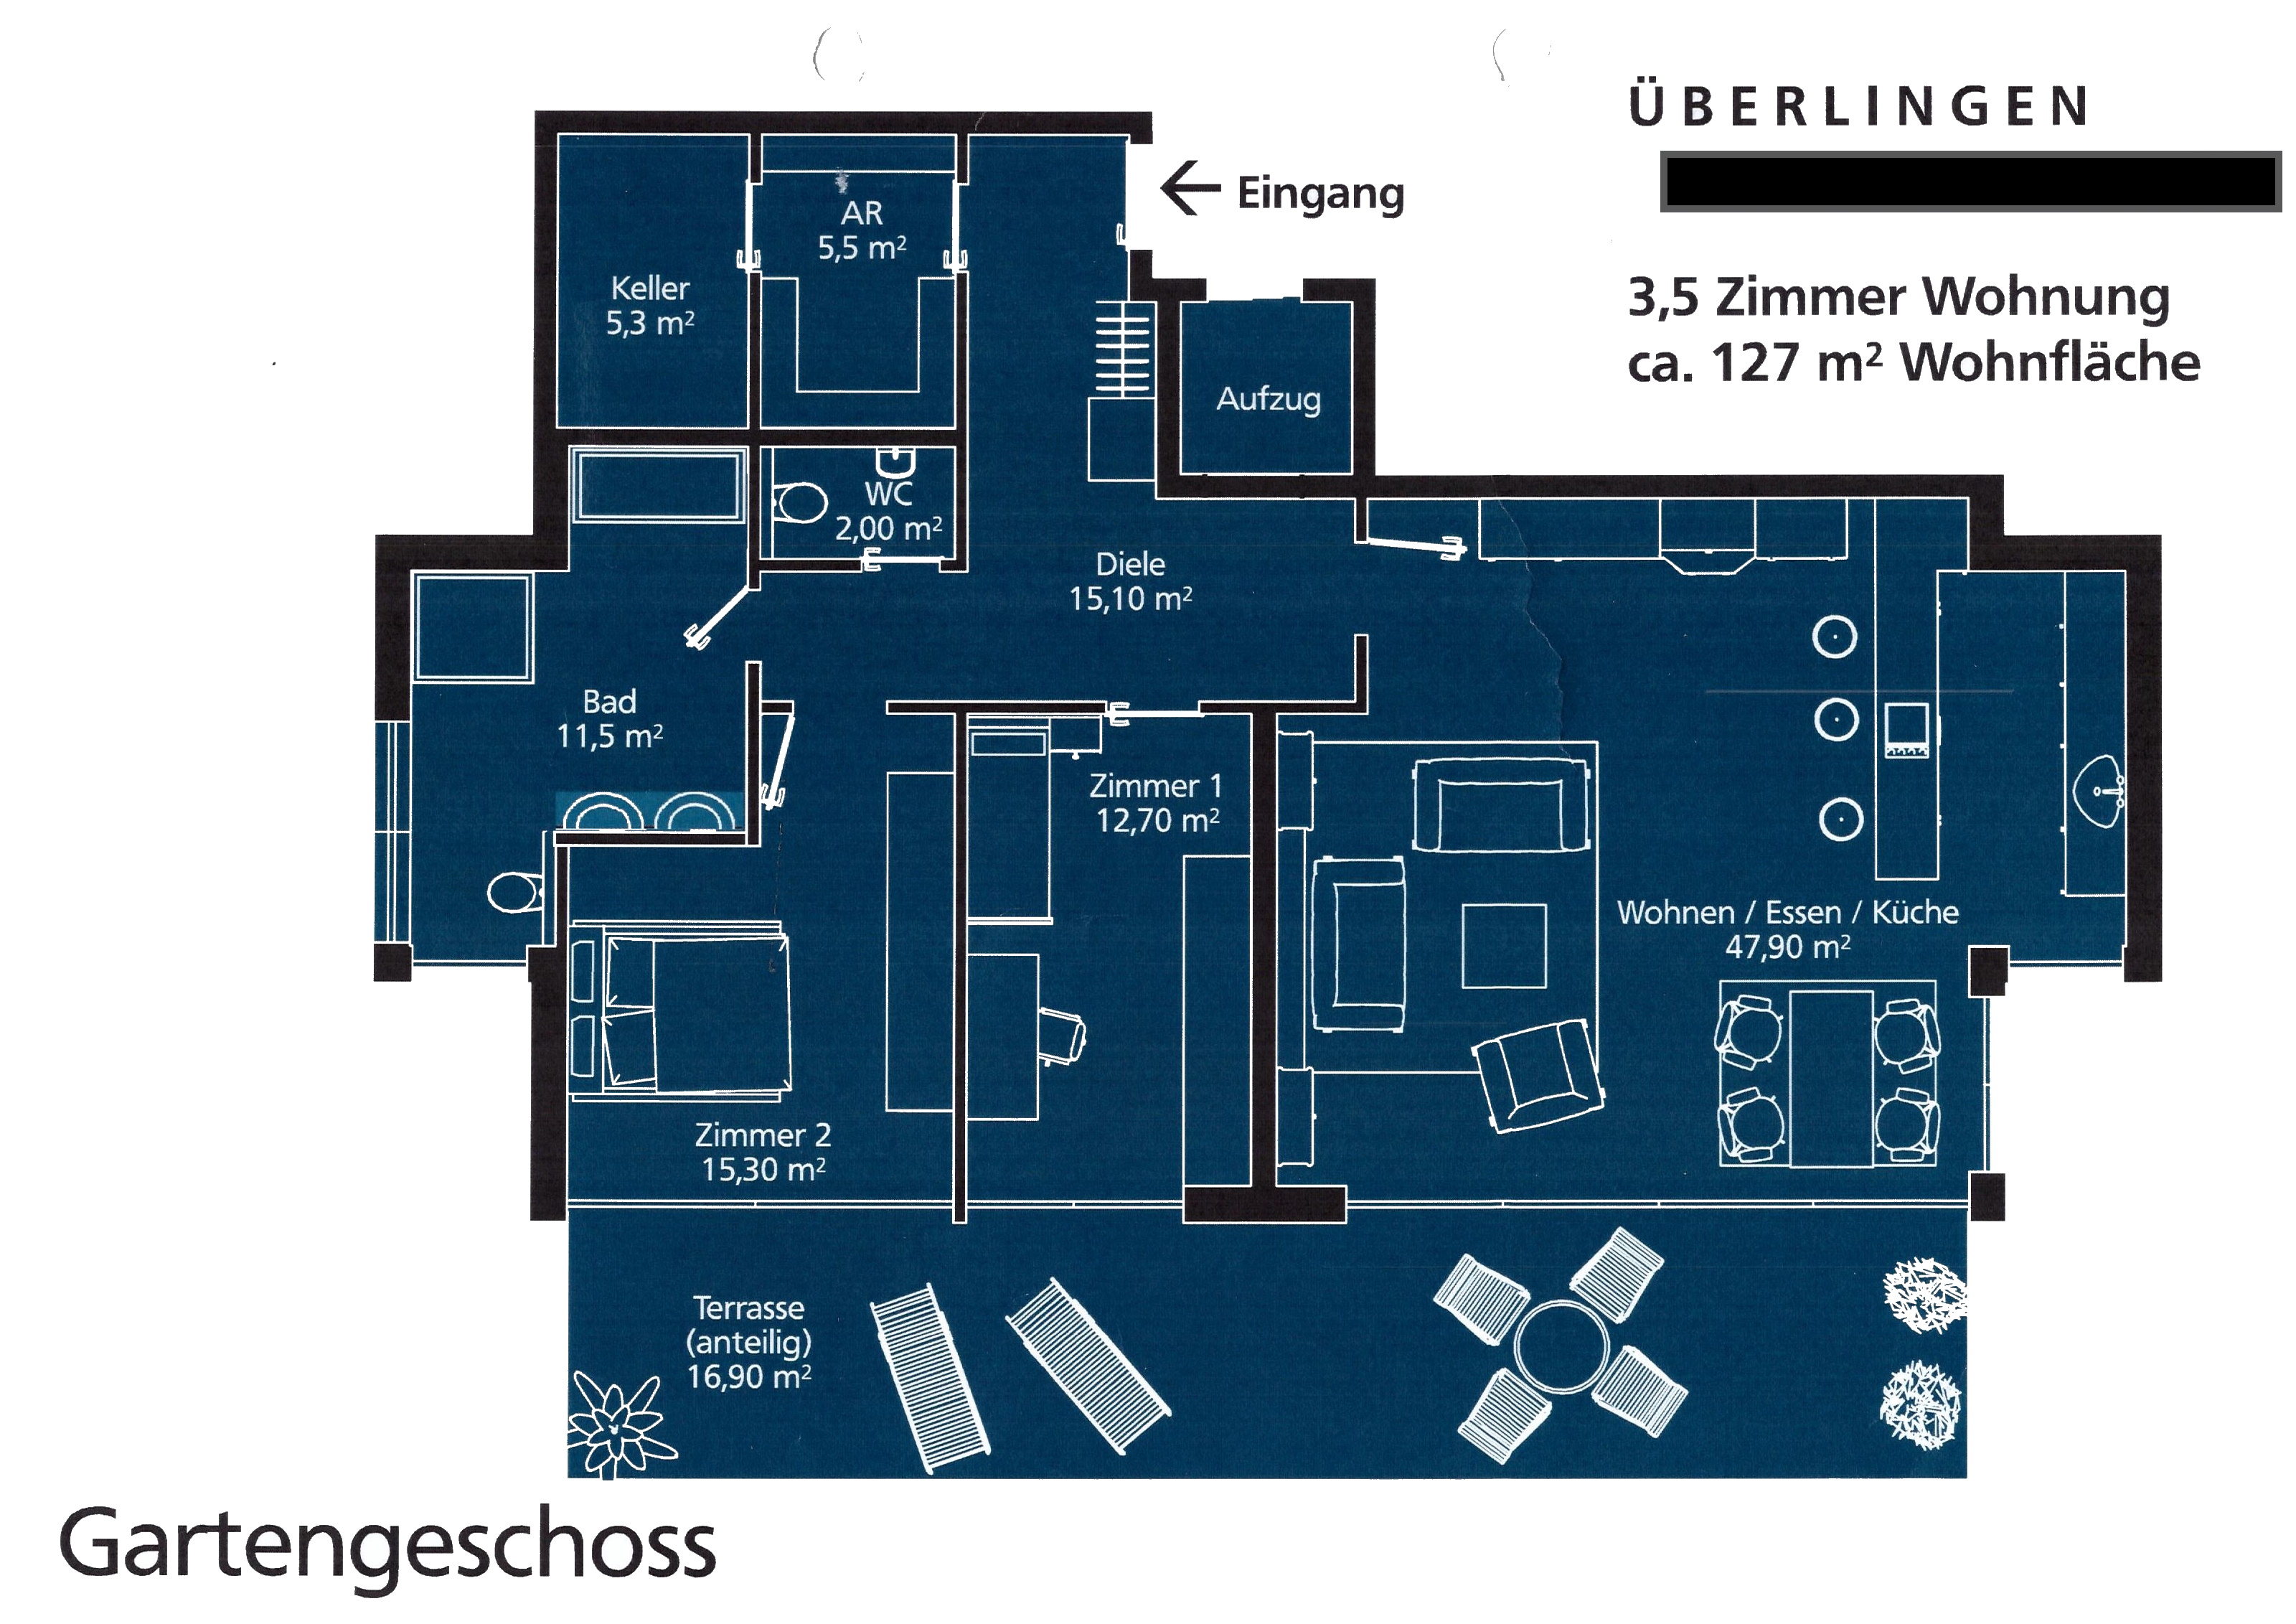 ÜBERLINGEN
Eingang
3,5 Zimmer Wohnung
ca. 127 m² Wohnfläche
AR
5,5 m²
Keller
5,3 m²
Aufzug
WC
2,00 m²
Diele
15,10 m²
Bad
11,5 m²
Zimmer 1
12,70 m²
Wohnen / Essen / Küche
47,90 m²
Zimmer 2
15,30 m²
Terrasse
(anteilig)
16,90 m²
Gartengeschoss